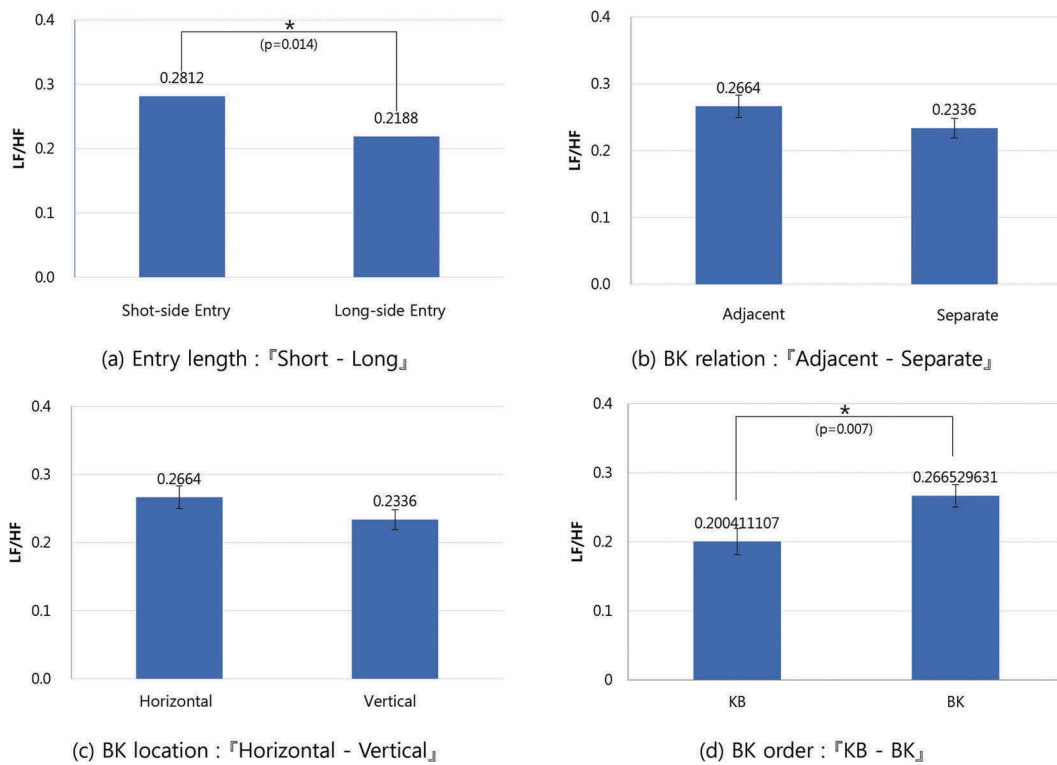 0.4
*
(p=0.014)
0.3
0.2812
0.2188
0.2
0.1
0.0
LF/HF
Shot-side Entry Long-side Entry
(a) Entry length : 『Short - Long』
0.4
0.3
0.2664
0.2336
0.2
0.1
0.0
LF/HF
Adjacent Separate
(b) BK relation : 『Adjacent - Separate』
0.4
0.3
0.2664
0.2336
0.2
0.1
0.0
LF/HF
Horizontal Vertical
(c) BK location : 『Horizontal - Vertical』
0.4
*
(p=0.007)
0.3
0.266529631
0.200411107
0.2
0.1
0
LF/HF
KB BK
(d) BK order : 『KB - BK』